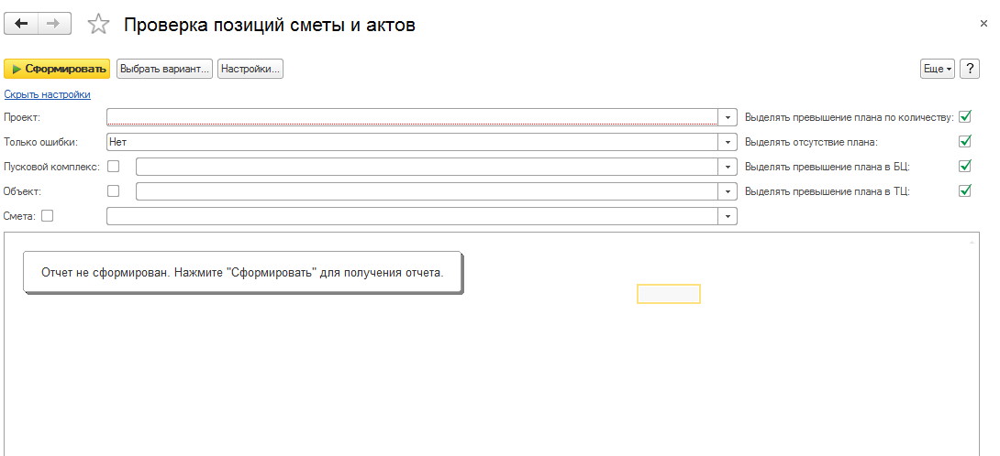 Проверка позиций сметы и актов
Сформировать Выбрать вариант... Настройки... Еще ?
Скрыть настройки
Проект: Выделять превышение плана по количеству:
Только ошибки: Нет Выделять отсутствие плана:
Пусковой комплекс: Выделять превышение плана в БЦ:
Объект: Выделять превышение плана в ТЦ:
Смета:
Отчет не сформирован. Нажмите "Сформировать" для получения отчета.